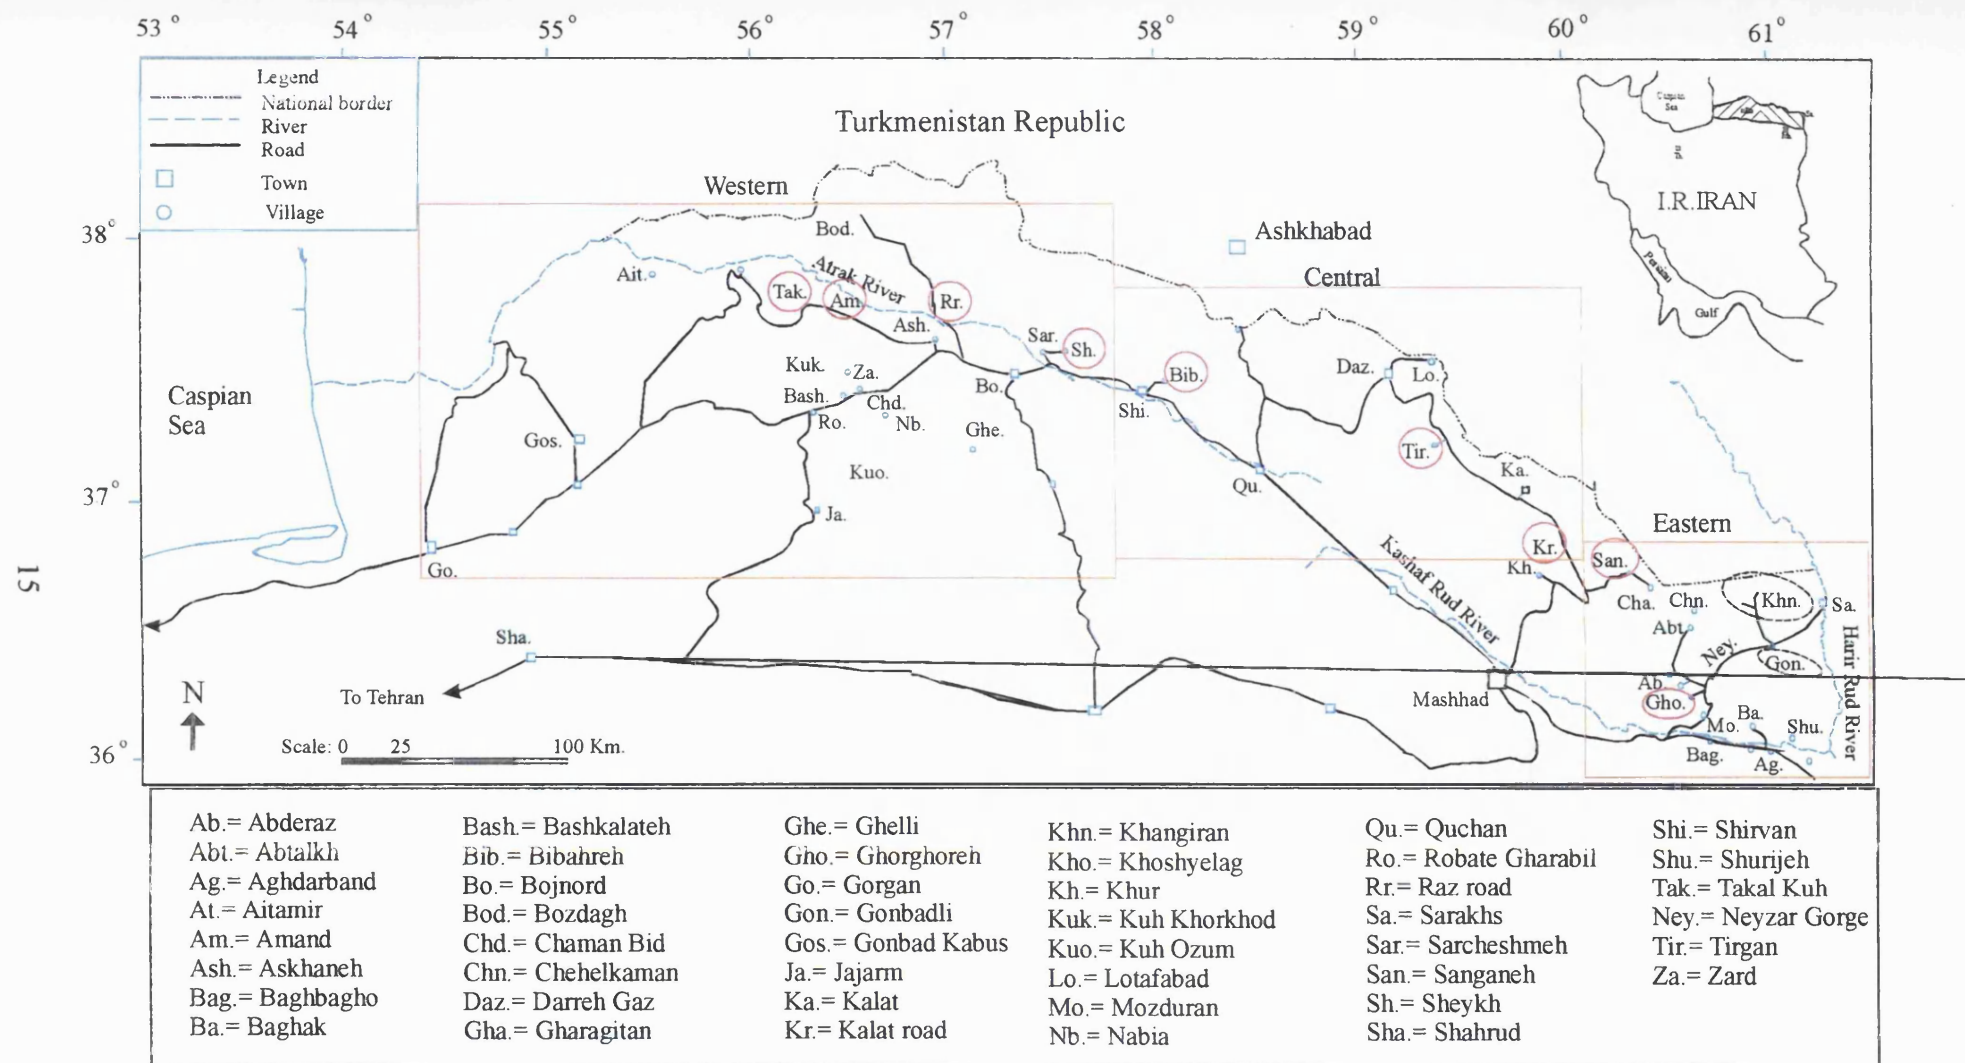 53° 54° 55° 56° 57° 58° 59° 60° 61°
Legend
National border
River
Road
Town
Village
Turkmenistan Republic
Caspian
Sea
I.R.IRAN
Persian
Gulf
Western
38°
Bod.
Ashkhabad
Central
Ait.
Atrak River
Tak.
Am
Rr.
Ash.
Sar.
Sh.
Kuk.
Za.
Bo.
Bib.
Daz.
Lo.
Bash.
Chd.
Shi.
Caspian
Sea
Ro.
Nb.
Ghe.
Gos.
Tir.
Kuo.
Ka.
Qu.
37°
Ja.
Eastern
Kashaf Rud River
Kr.
San.
Go.
Kh.
Cha.
Chn.
Khn.
Sa.
Abt.
Harir Rud River
Sha.
Ney.
Gon.
N
To Tehran
Mashhad
Ab.
Gho.
Ba.
Mo.
Shu.
36°
Scale: 0 25 100 Km.
Bag.
Ag.
15
Ab.= Abderaz
Abt.= Abtalkh
Ag.= Aghdarband
At.= Aitamir
Am.= Amand
Ash.= Askhaneh
Bag.= Baghbagho
Ba.= Baghak
Bash.= Bashkalateh
Bib.= Bibahreh
Bo.= Bojnord
Bod.= Bozdagh
Chd.= Chaman Bid
Chn.= Chehelkaman
Daz.= Darreh Gaz
Gha.= Gharagitan
Ghe.= Ghelli
Gho.= Ghorghoreh
Go.= Gorgan
Gon.= Gonbadli
Gos.= Gonbad Kabus
Ja.= Jajarm
Ka.= Kalat
Kr.= Kalat road
Khn.= Khangiran
Kho.= Khoshyelag
Kh.= Khur
Kuk.= Kuh Khorkhod
Kuo.= Kuh Ozum
Lo.= Lotafabad
Mo.= Mozduran
Nb.= Nabia
Qu.= Quchan
Ro.= Robate Gharabil
Rr.= Raz road
Sa.= Sarakhs
Sar.= Sarcheshmeh
San.= Sanganeh
Sh.= Sheykh
Sha.= Shahrud
Shi.= Shirvan
Shu.= Shurijeh
Tak.= Takal Kuh
Ney.= Neyzar Gorge
Tir.= Tirgan
Za.= Zard